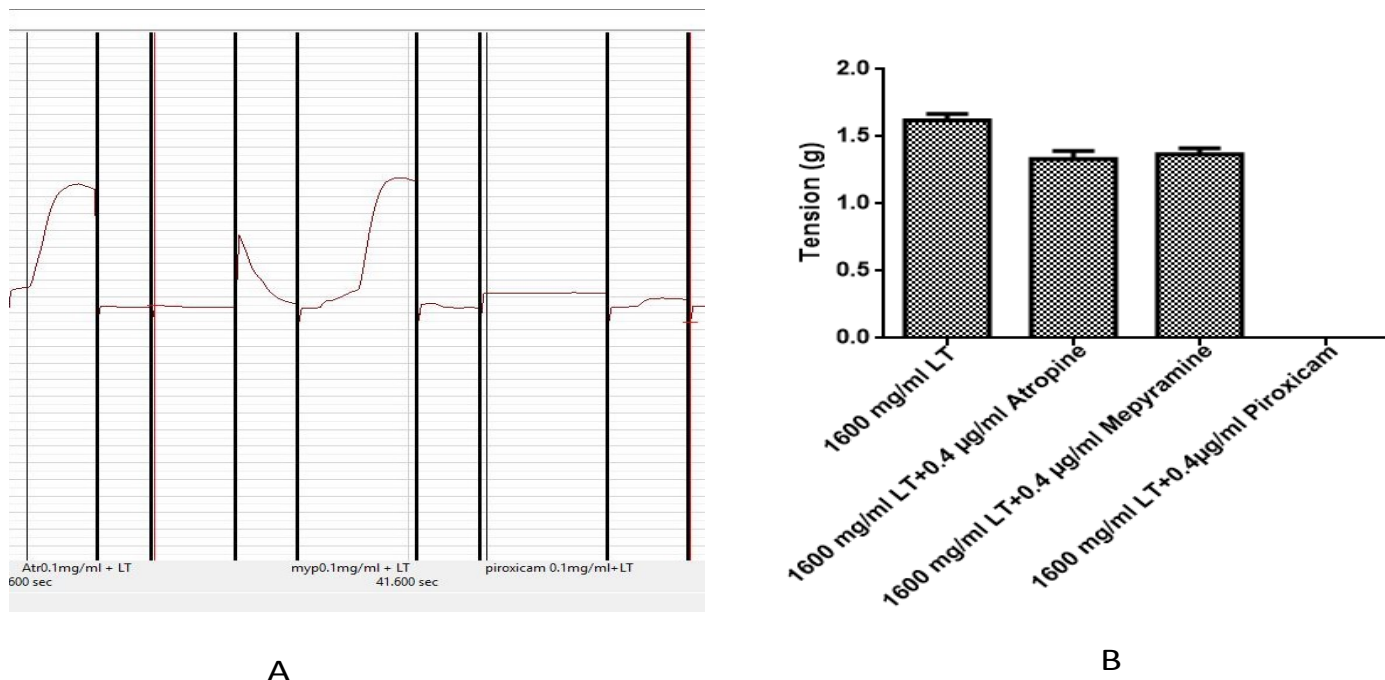 Atr0.1mg/ml + LT
myp0.1mg/ml + LT
piroxicam 0.1mg/ml+LT
600 sec
41.600 sec
A
2.0
1.5
1.0
0.5
0.0
Tension (g)
1600 mg/ml LT
1600 mg/ml LT+0.4 µg/ml Atropine
1600 mg/ml LT+0.4 µg/ml Mepyramine
1600 mg/ml LT+0.4µg/ml Piroxicam
B